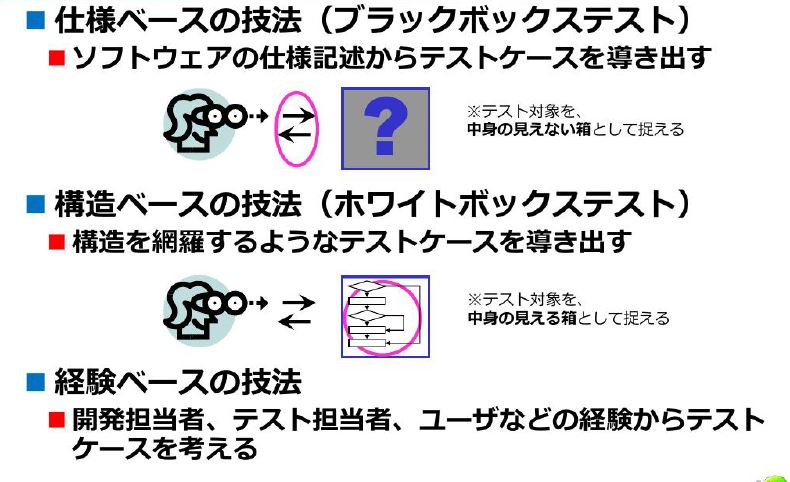 仕様ベースの技法（ブラックボックステスト）
ソフトウェアの仕様記述からテストケースを導き出す
?
※テスト対象を、
中身の見えない箱として捉える
構造ベースの技法（ホワイトボックステスト）
構造を網羅するようなテストケースを導き出す
※テスト対象を、
中身の見える箱として捉える
経験ベースの技法
開発担当者、テスト担当者、ユーザなどの経験からテスト
ケースを考える